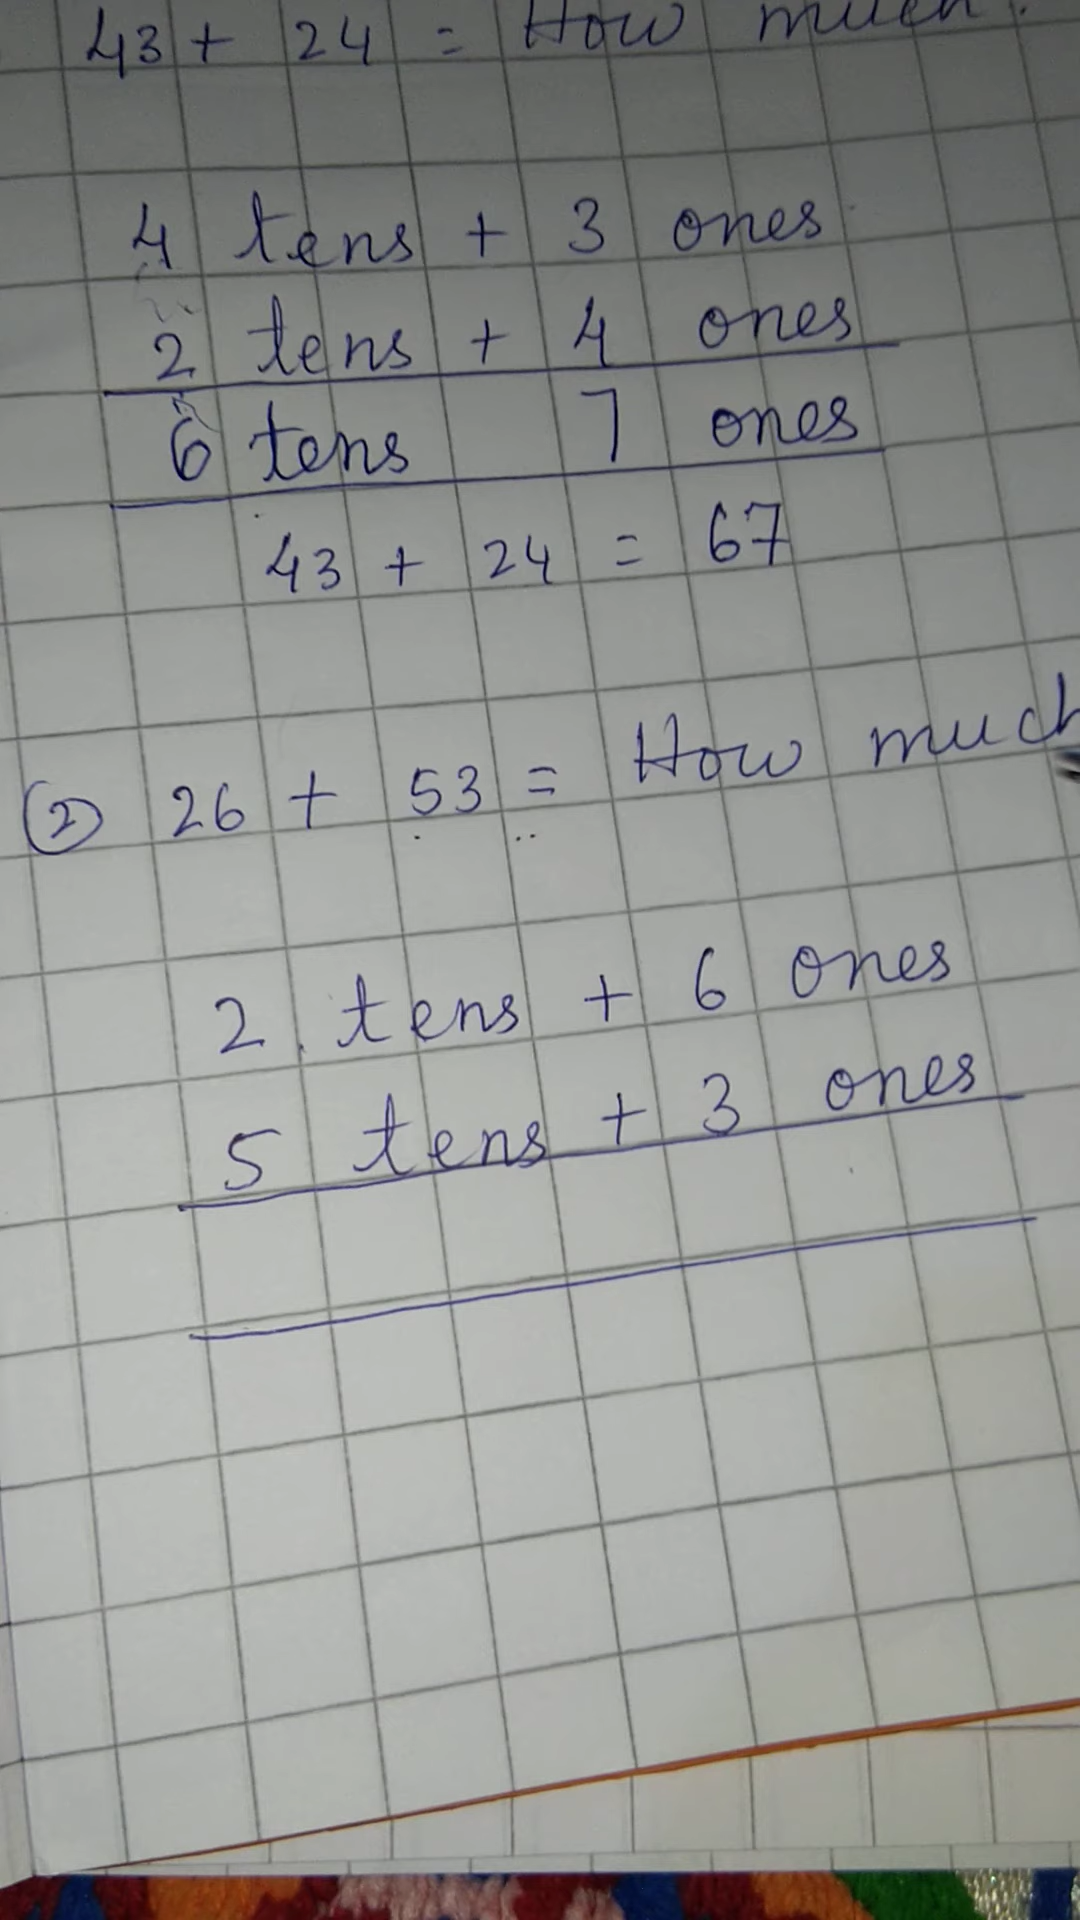 43 + 24 = How much.
4 tens + 3 ones
2 tens + 4 ones
6 tens 7 ones
43 + 24 = 67
(2) 26 + 53 = How much
2 tens + 6 ones
5 tens + 3 ones